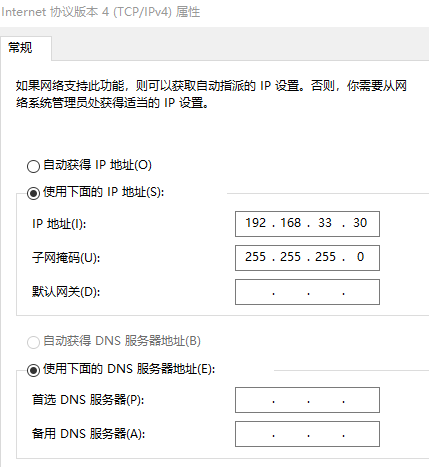 Internet 协议版本 4 (TCP/IPv4) 属性
常规
如果网络支持此功能，则可以获取自动指派的 IP 设置。否则，你需要从网
络系统管理员处获得适当的 IP 设置。
自动获得 IP 地址(O)
使用下面的 IP 地址(S):
IP 地址(I): 192 . 168 . 33 . 30
子网掩码(U): 255 . 255 . 255 . 0
默认网关(D): . . .
自动获得 DNS 服务器地址(B)
使用下面的 DNS 服务器地址(E):
首选 DNS 服务器(P): . . .
备用 DNS 服务器(A): . . .